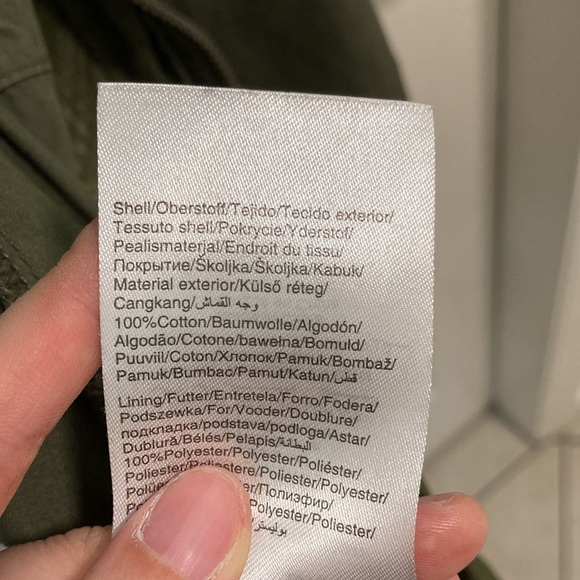 Shell/Oberstoff/Tejido/Tecido exterior/
Tessuto shell/Pokrycie/Yderstof/
Pealismaterjal/Endroit du tissu/
Покрытие/Školjka/Školjka/Kabuk/
Material exterior/Külső réteg/
Cangkang/وجه القماش/
100%Cotton/Baumwolle/Algodón/
Algodão/Cotone/bawełna/Bomuld/
Puuviil/Coton/Хлопок/Pamuk/Bombaž/
Pamuk/Bumbac/Pamut/Katun/قطن
Lining/Futter/Entretela/Forro/Fodera/
Podszewka/For/Vooder/Doublure/
подкладка/podstava/podloga/Astar/
Dublură/Bélés/Pelapis/البطانة/
100%Polyester/Polyester/Poliéster/
Poliéster/Poliestere/Poliester/Polyester/
/Полиэфир/
Polyester/Poliester/
بوليستر/